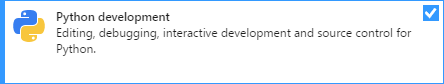 Python development
Editing, debugging, interactive development and source control for
Python.